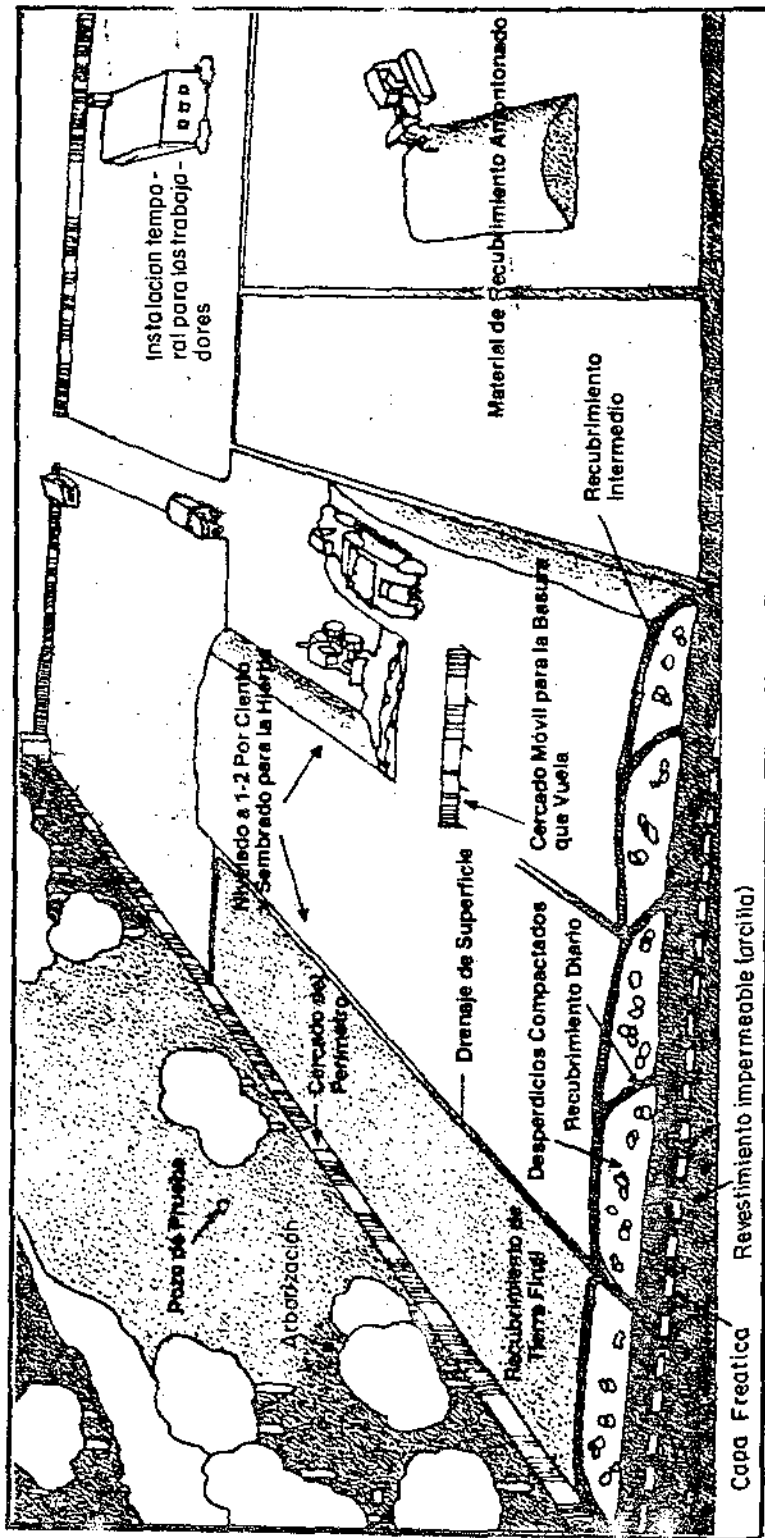 Instalacion tempo-
ral para los trabaja-
dores
Material de Recubrimiento Amontonado
Recubrimiento
Intermedio
Nivelado a 1-2 Por Ciento
Sembrado para la Hierba
Cercado Móvil para la Basura
que Vuela
Cercado del
Perímetro
Drenaje de Superficie
Pozo de Prueba
Arborización
Desperdicios Compactados
Recubrimiento Diario
Recubrimiento de
Tierra Final
Capa Freatica
Revestimiento impermeable (arcilla)